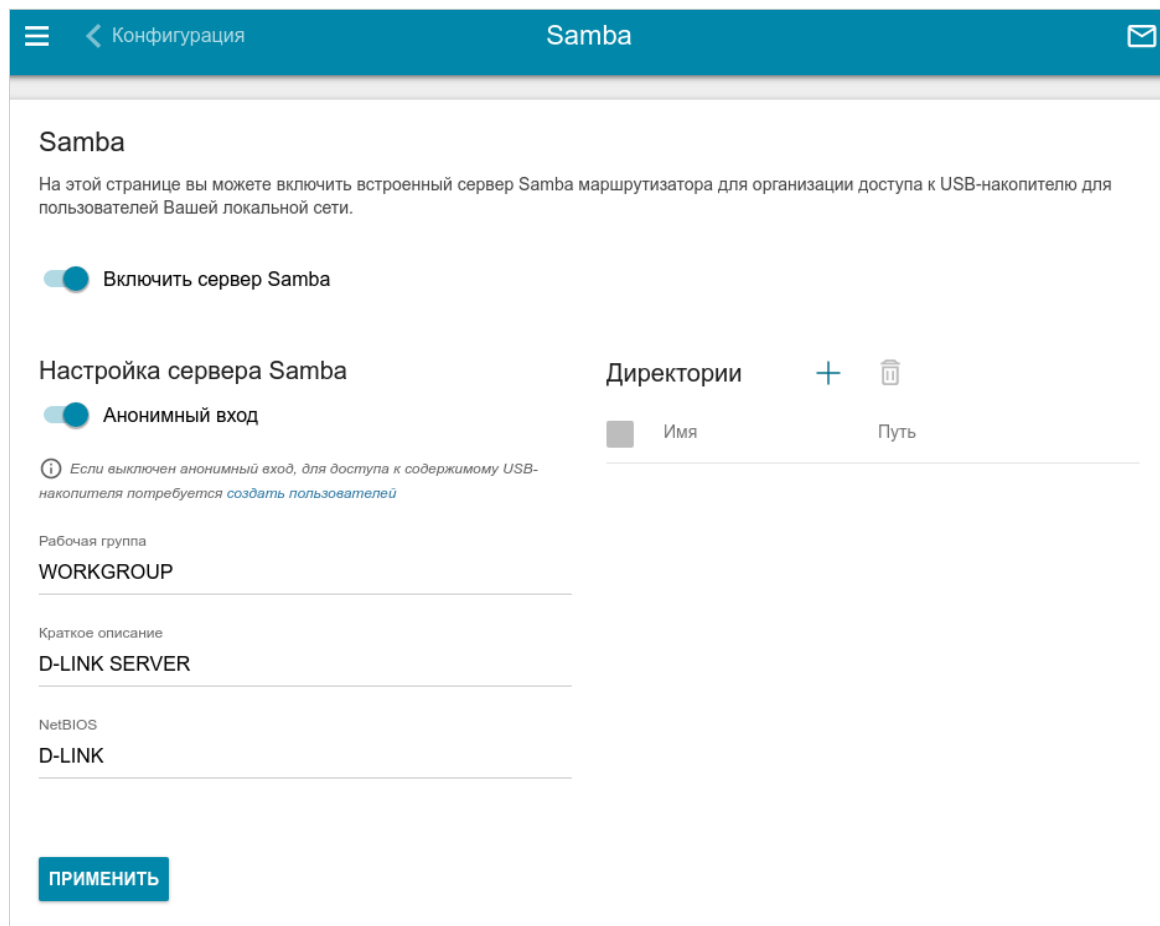 Конфигурация
Samba
Samba
На этой странице вы можете включить встроенный сервер Samba маршрутизатора для организации доступа к USB-накопителю для
пользователей Вашей локальной сети.
Включить сервер Samba
Настройка сервера Samba
Анонимный вход
Если выключен анонимный вход, для доступа к содержимому USB-
накопителя потребуется создать пользователей
Рабочая группа
WORKGROUP
Краткое описание
D-LINK SERVER
NetBIOS
D-LINK
ПРИМЕНИТЬ
Директории
Имя Путь